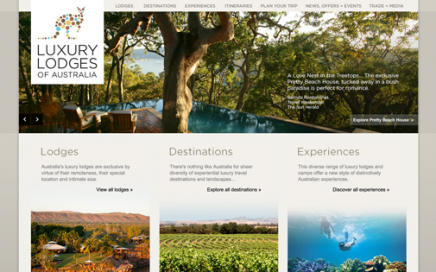 LODGES DESTINATIONS EXPERIENCES ITINERARIES PLAN YOUR TRIP NEWS, OFFERS + EVENTS TRADE + MEDIA
LUXURY
LODGES
OF AUSTRALIA
A Love Nest in the Treetops... The exclusive
Pretty Beach House, tucked away in a bush
paradise is perfect for romance.
Travel
The Sun Herald
Explore Pretty Beach House >
Lodges
Australia's luxury lodges are exclusive by
virtue of their remoteness, their special
location and intimate size.
View all lodges »
Destinations
There's nothing like Australia for sheer
diversity of experiential luxury travel
destinations and landscapes...
Explore all destinations »
Experiences
This diverse range of luxury lodges and
camps offer a new style of distinctively
Australian experiences.
Discover all experiences »